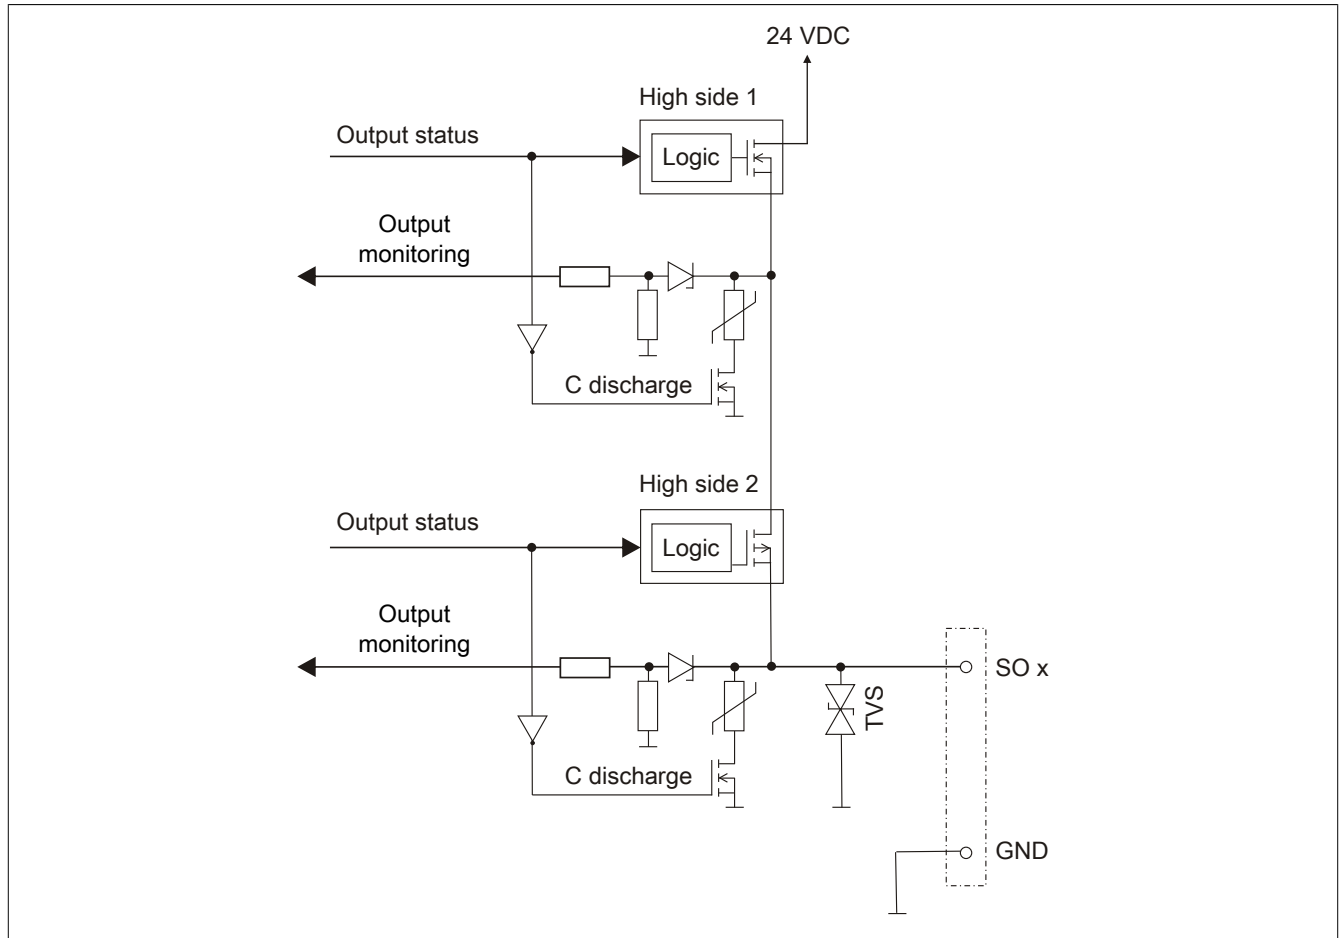 24 VDC
High side 1
Output status
Logic
Output
monitoring
C discharge
High side 2
Output status
Logic
Output
monitoring
SO x
TVS
C discharge
GND